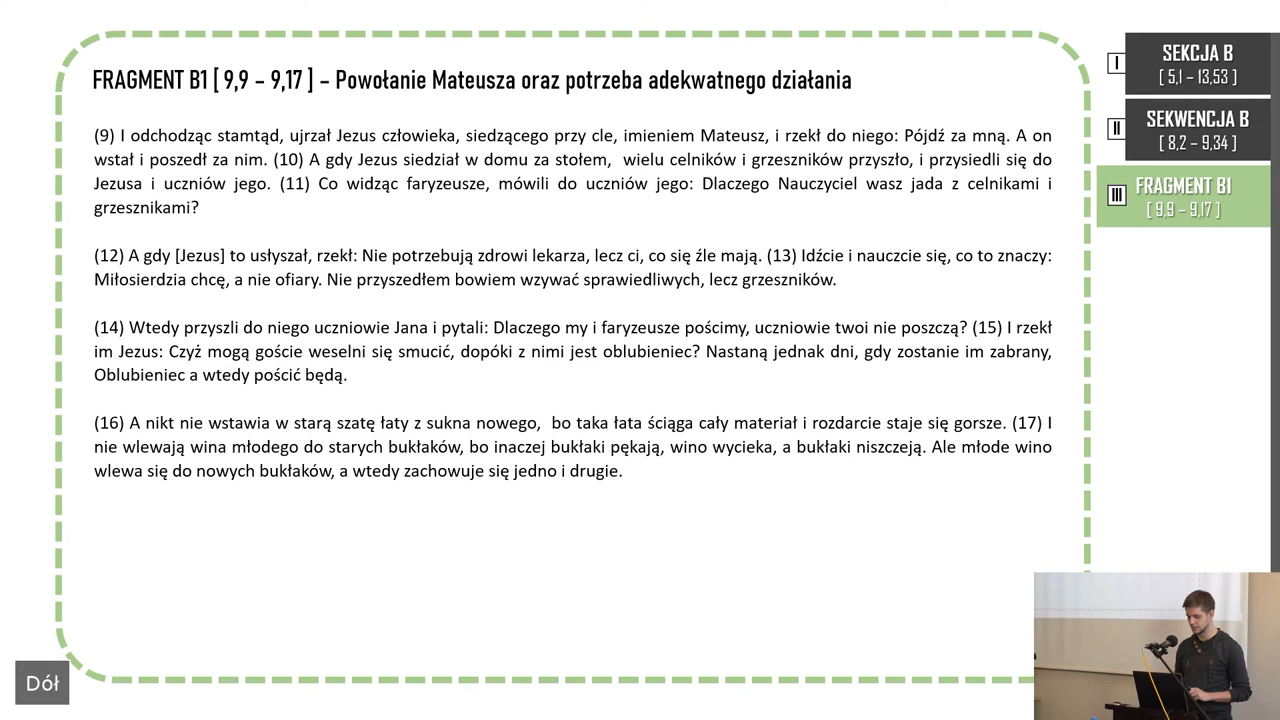 FRAGMENT B1 [ 9,9 – 9,17 ] – Powołanie Mateusza oraz potrzeba adekwatnego działania
(9) I odchodząc stamtąd, ujrzał Jezus człowieka, siedzącego przy cle, imieniem Mateusz, i rzekł do niego: Pójdź za mną. A on
wstał i poszedł za nim. (10) A gdy Jezus siedział w domu za stołem, wielu celników i grzeszników przyszło, i przysiedli się do
Jezusa i uczniów jego. (11) Co widząc faryzeusze, mówili do uczniów jego: Dlaczego Nauczyciel wasz jada z celnikami i
grzesznikami?
(12) A gdy [Jezus] to usłyszał, rzekł: Nie potrzebują zdrowi lekarza, lecz ci, co się źle mają. (13) Idźcie i nauczcie się, co to znaczy:
Miłosierdzia chcę, a nie ofiary. Nie przyszedłem bowiem wzywać sprawiedliwych, lecz grzeszników.
(14) Wtedy przyszli do niego uczniowie Jana i pytali: Dlaczego my i faryzeusze pościmy, uczniowie twoi nie poszczą? (15) I rzekł
im Jezus: Czyż mogą goście weselni się smucić, dopóki z nimi jest oblubieniec? Nastaną jednak dni, gdy zostanie im zabrany,
Oblubieniec a wtedy pościć będą.
(16) A nikt nie wstawia w starą szatę łaty z sukna nowego, bo taka łata ściąga cały materiał i rozdarcie staje się gorsze. (17) I
nie wlewają wina młodego do starych bukłaków, bo inaczej bukłaki pękają, wino wycieka, a bukłaki niszczeją. Ale młode wino
wlewa się do nowych bukłaków, a wtedy zachowuje się jedno i drugie.
I
SEKCJA B
[ 5,1 – 13,53 ]
II
SEKWENCJA B
[ 8,2 – 9,34 ]
III
FRAGMENT B1
[ 9,9 – 9,17 ]
Dół